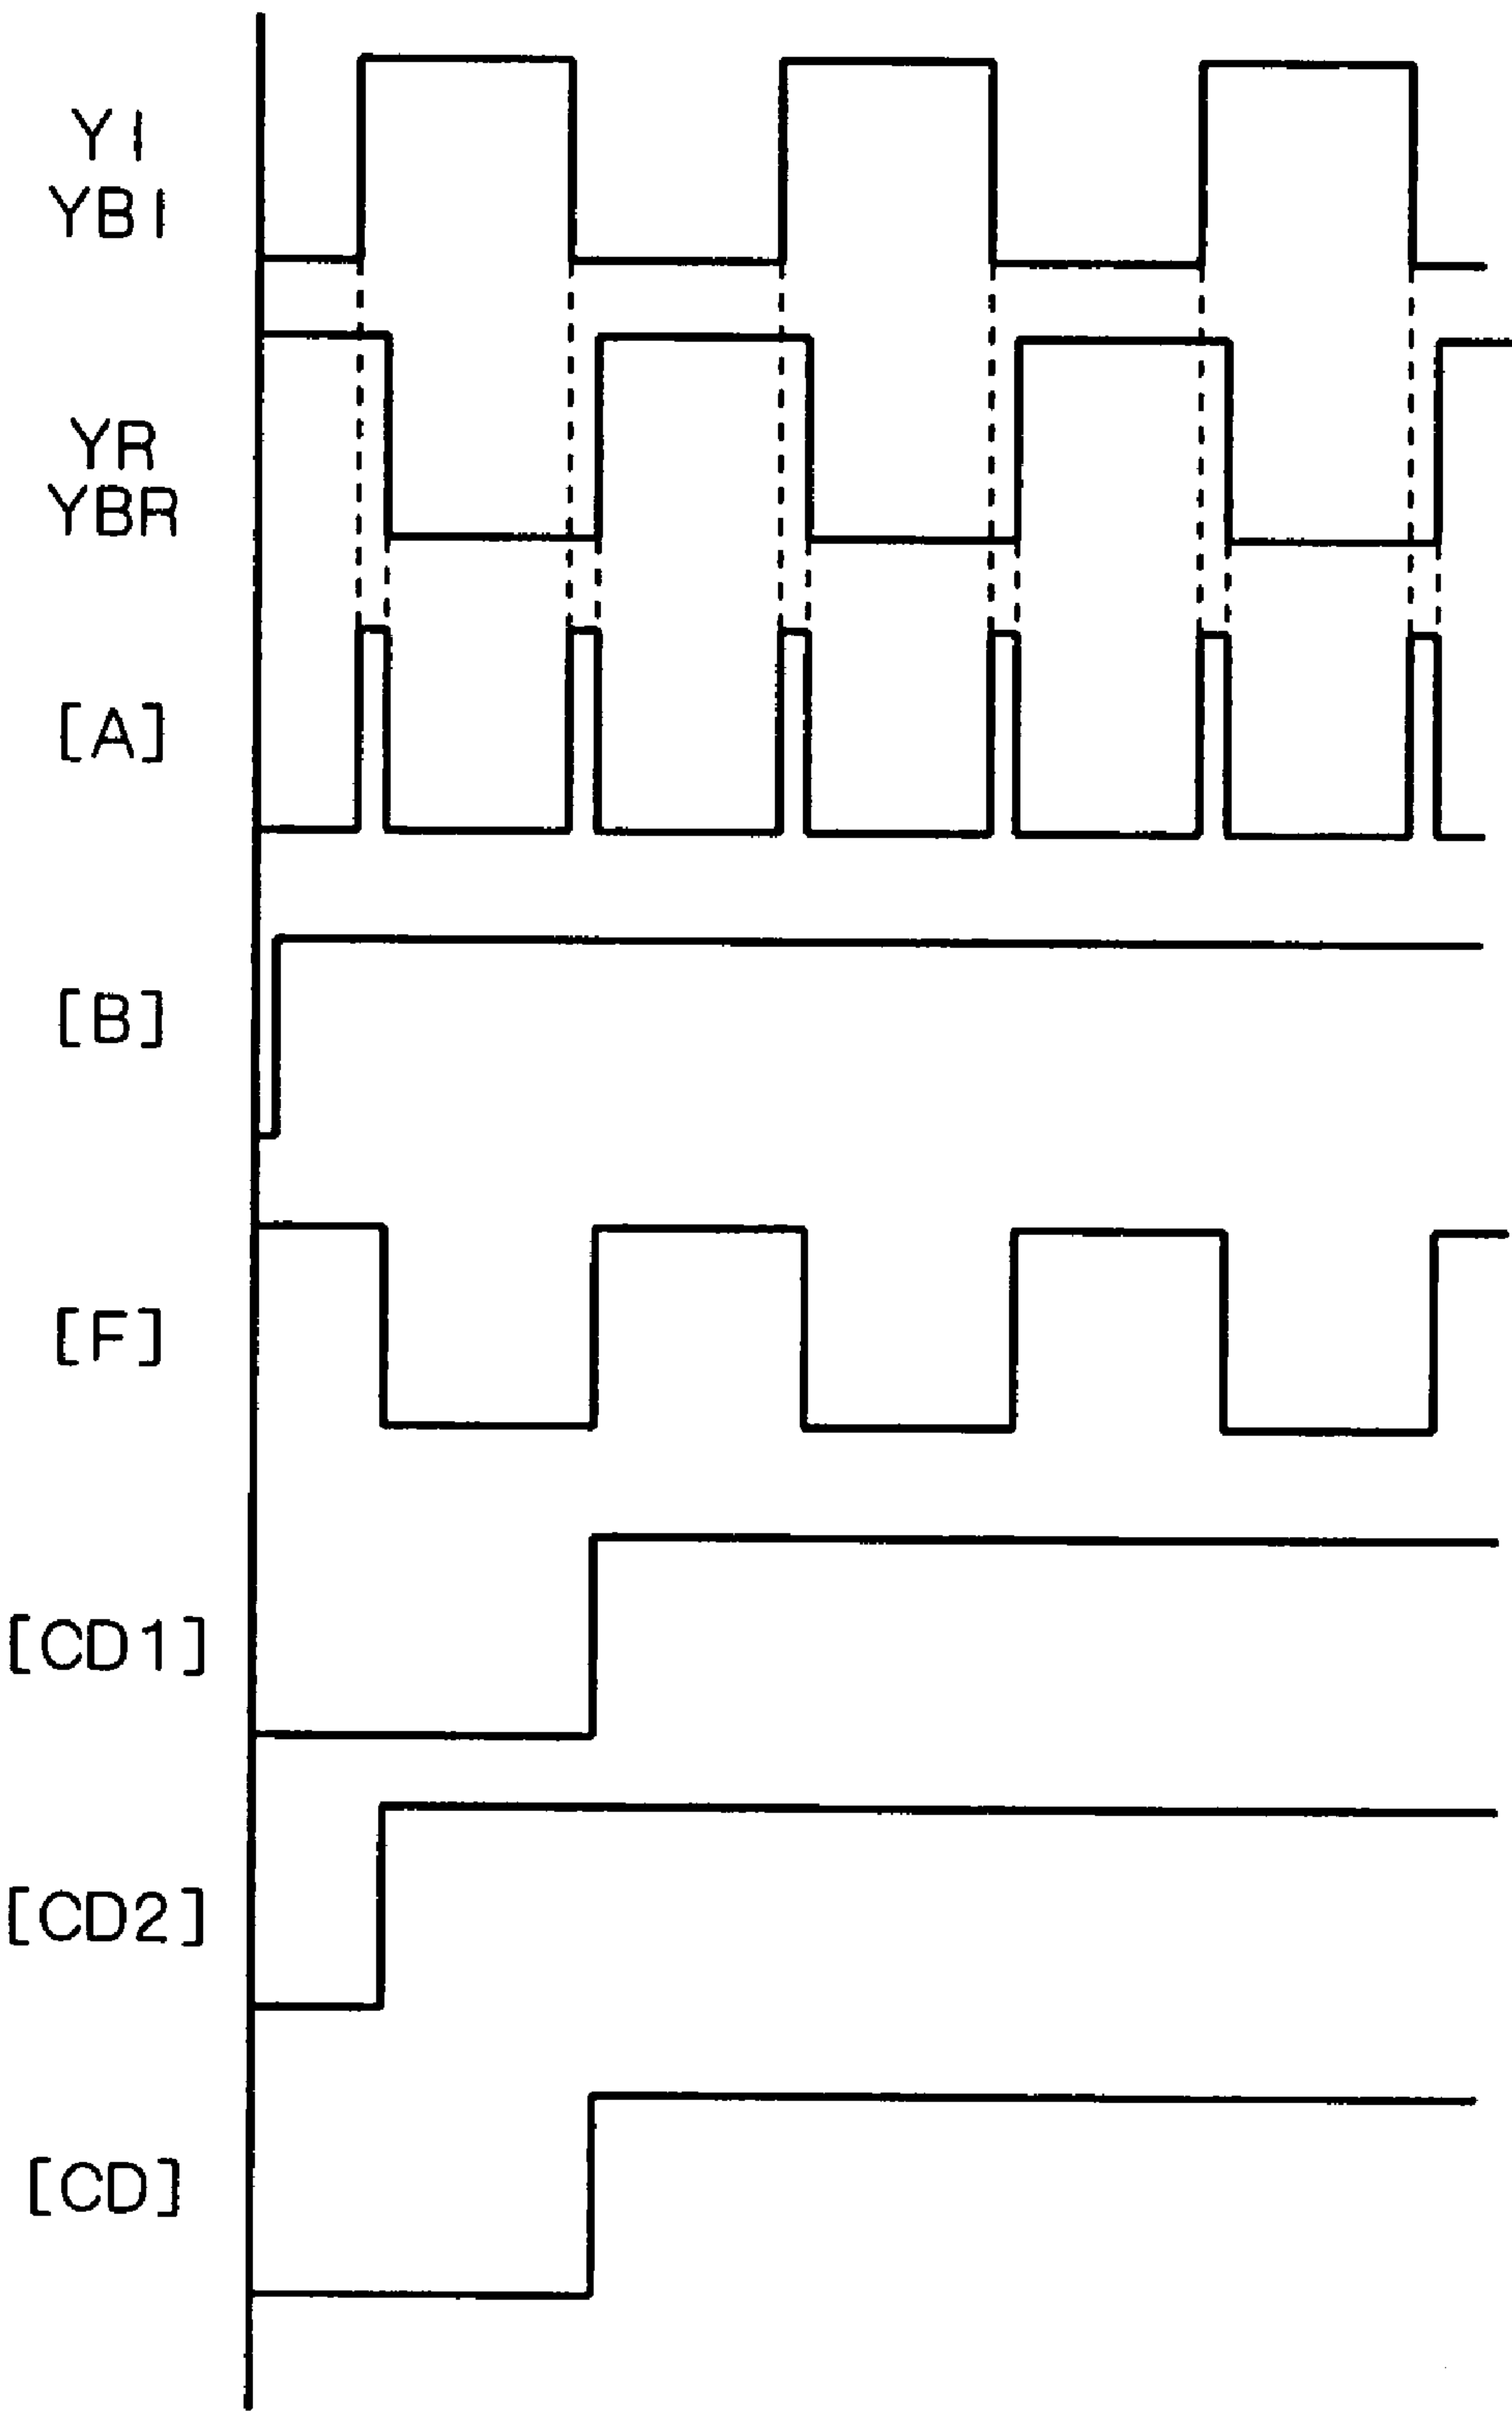 YI
YBI
YR
YBR
[A]
[B]
[F]
[CD1]
[CD2]
[CD]